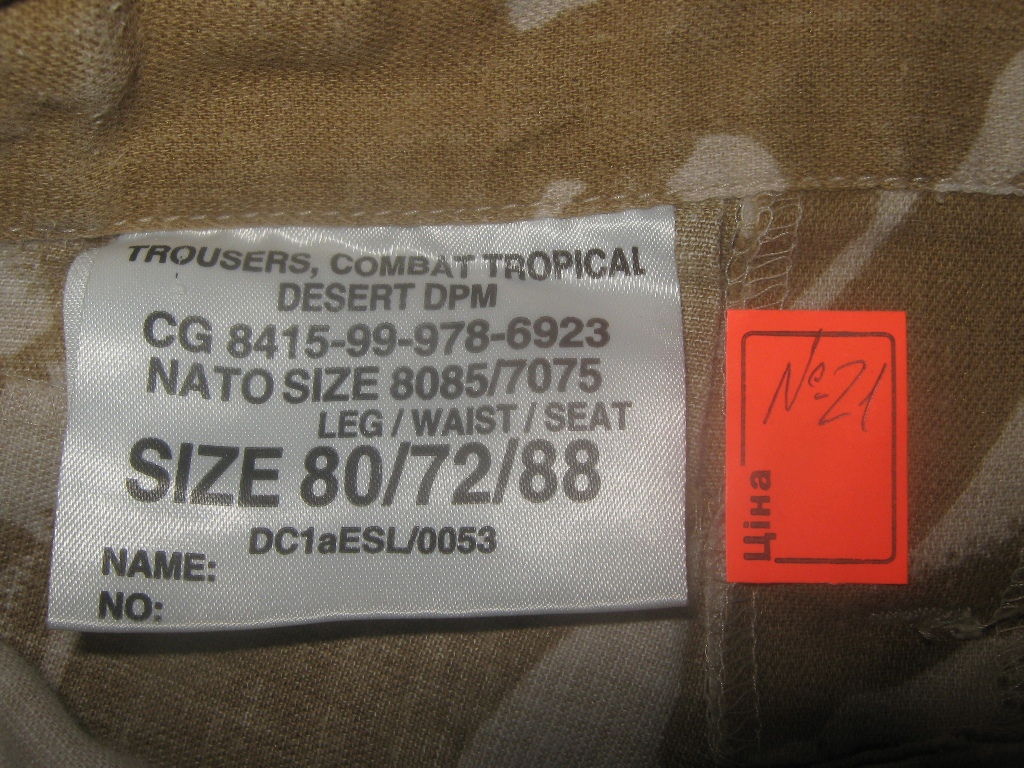 TROUSERS, COMBAT TROPICAL
DESERT DPM
CG 8415-99-978-6923
NATO SIZE 8085/7075
LEG / WAIST / SEAT
SIZE 80/72/88
DC1aESL/0053
NAME:
NO:
№21
Ціна